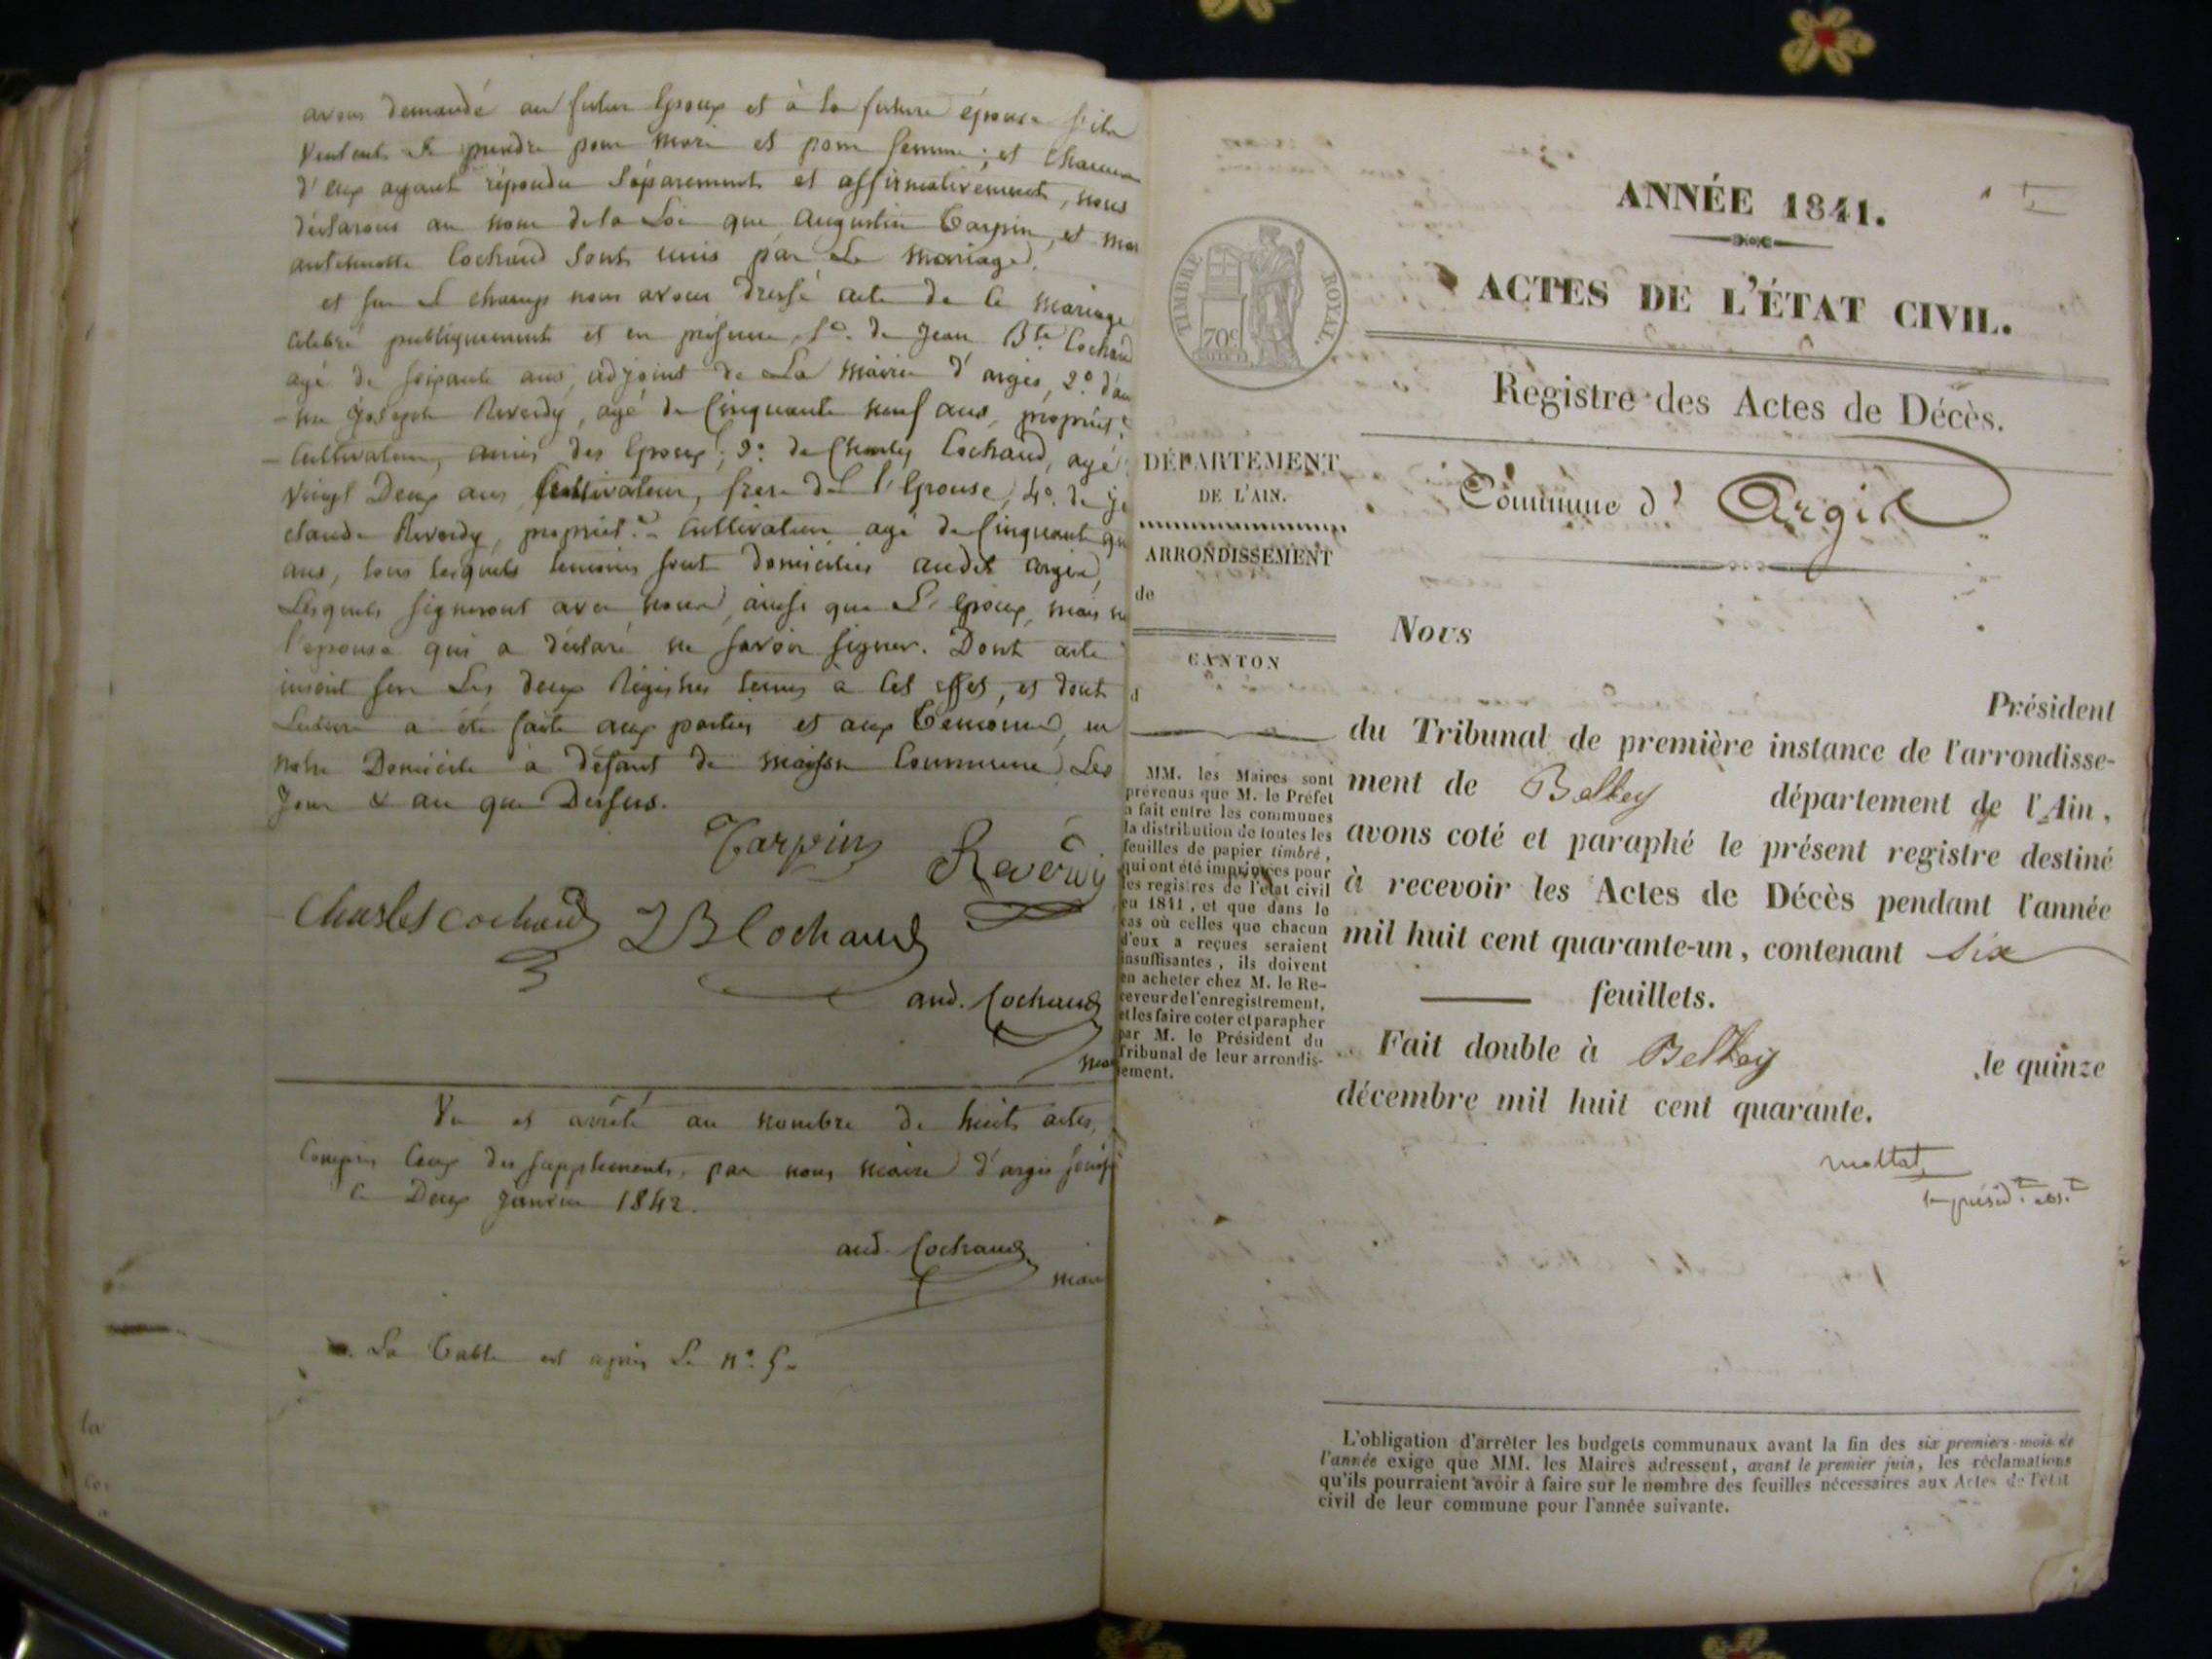 avons demandé au futur Epoux et à la future épouse s'ils
veulent se prendre pour mari et pour femme; et chacun
d'eux ayant répondu séparement et affirmativement, nous
déclarons au nom de la Loi que augustin Carpin, et
antoinette Cochaud sont unis par le mariage.
et sur le champ nous avons dressé acte de ce mariage
célébré publiquement et en présence 1º. de Jean Bte Cochaud
agé de soixante ans, adjoint de La Mairie d'argis, 2º.
Joseph Reverdy, agé de cinquante neuf ans, propriét.re
Cultivateur, amis des Epoux; 3º. de Charles Cochaud, agé
vingt Deux ans, Cultivateur, frere de l'Epouse, 4º. de
claude Reverdy, propriét.re Cultivateur agé de cinquante
ans, tous lesquels temoins sont domiciliés audit argis,
Lesquels signeront avec nous, ainsi que L'epoux, mais
l'epouse qui a déclaré ne savoir signer. Dont acte
inscrit sur Les deux Régistres tenus à cet effet, et dont
Lecture a été faite aux parties et aux temoins, en
notre Domicile à défaut de maison Commune Les
Jour & an que Dessus.
Carpin
Reverdy
Charles cochaud
JB Cochaud
and. Cochaud
Vu et arrêté au nombre de huit actes,
Compris Ceux des supplements, par nous maire d'argis
le Deux Janvier 1842.
and. Cochaud
maire
La Table est après Le nº. 5.
ANNÉE 1841.
ACTES DE L'ÉTAT CIVIL.
TIMBRE ROYAL.
70c
Registre des Actes de Décès.
DÉPARTEMENT
DE L'AIN.
ARRONDISSEMENT
de
CANTON
d
MM. les Maires sont
prévenus que M. le Préfet
a fait entre les communes
la distribution de toutes les
feuilles de papier timbré,
qui ont été imprimées pour
les registres de l'état civil
en 1841, et que dans le
cas où celles que chacun
d'eux a reçues seraient
insuffisantes, ils doivent
en acheter chez M. le Re-
ceveur de l'enregistrement,
et les faire coter et parapher
par M. le Président du
Tribunal de leur arrondis-
sement.
Commune d' Argis
Nous
Président
du Tribunal de première instance de l'arrondisse-
ment de Belley département de l'Ain,
avons coté et paraphé le présent registre destiné
à recevoir les Actes de Décès pendant l'année
mil huit cent quarante-un, contenant six
feuillets.
Fait double à Belley le quinze
décembre mil huit cent quarante.
L'obligation d'arrêter les budgets communaux avant la fin des six premiers mois de
l'année exige que MM. les Maires adressent, avant le premier juin, les réclamations
qu'ils pourraient avoir à faire sur le nombre des feuilles nécessaires aux Actes de l'état
civil de leur commune pour l'année suivante.